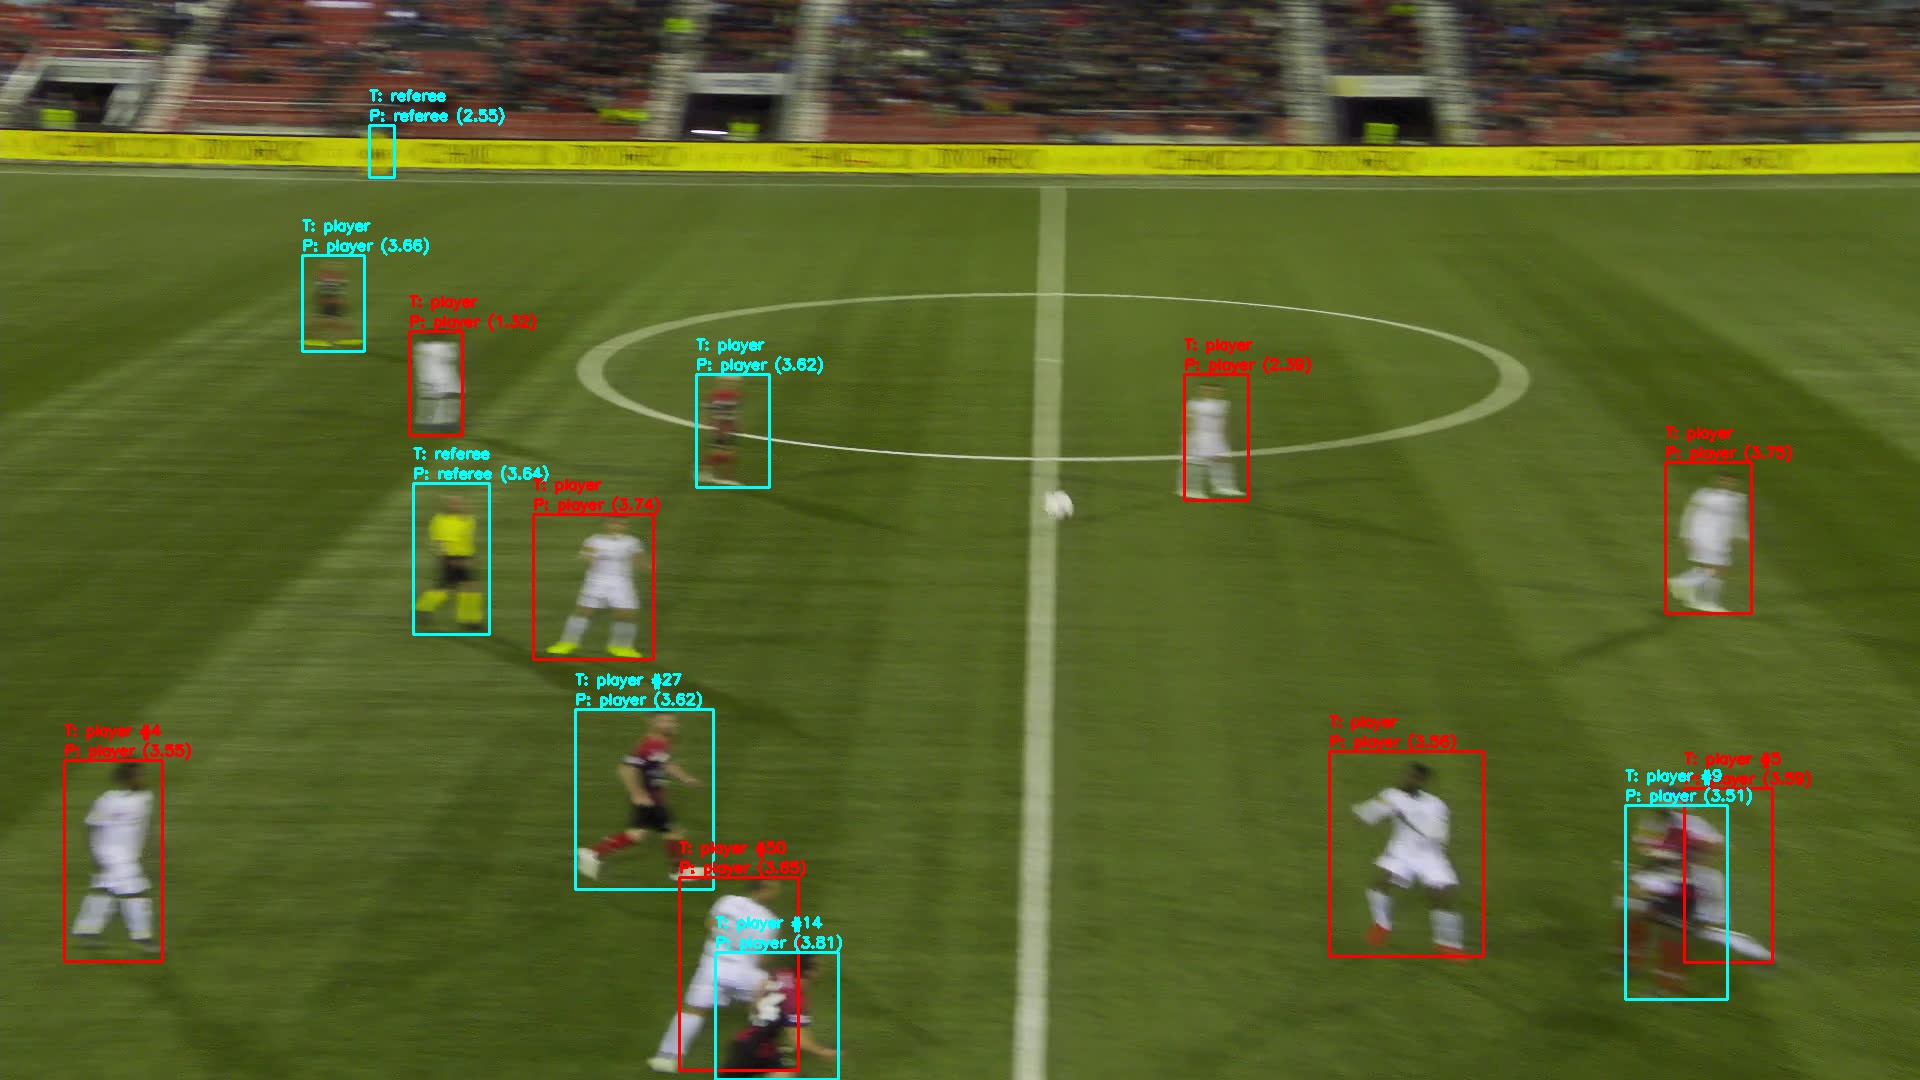 T: referee
P: referee (2.55)
T: player
P: player (3.66)
T: player
P: player (1.32)
T: player
P: player (3.62)
T: player
P: player (2.39)
T: player
P: player (3.75)
T: referee
P: referee (3.64)
T: player
P: player (3.74)
T: player #27
P: player (3.62)
T: player #4
P: player (3.55)
T: player
P: player (3.56)
T: player #5
player (3.59)
T: player #9
P: player (3.51)
T: player #50
P: player (3.65)
T: player #14
P: player (3.81)